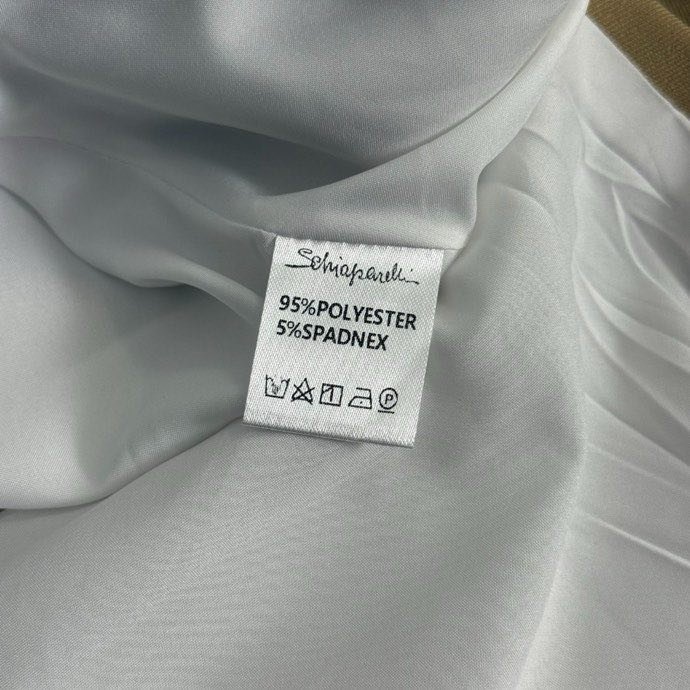 Schiaparelli
95%POLYESTER
5%SPADNEX
P